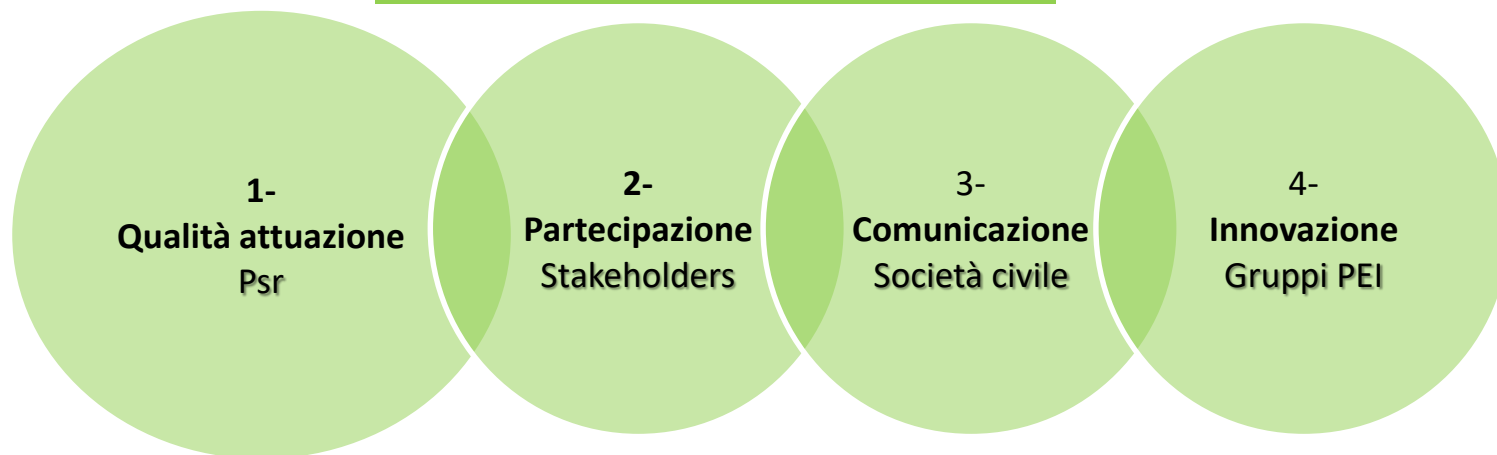 1-
Qualità attuazione
Psr
2-
Partecipazione
Stakeholders
3-
Comunicazione
Società civile
4-
Innovazione
Gruppi PEI